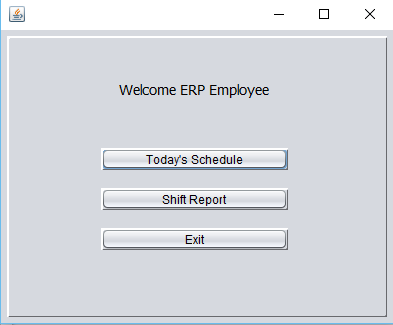 Welcome ERP Employee
Today's Schedule
Shift Report
Exit